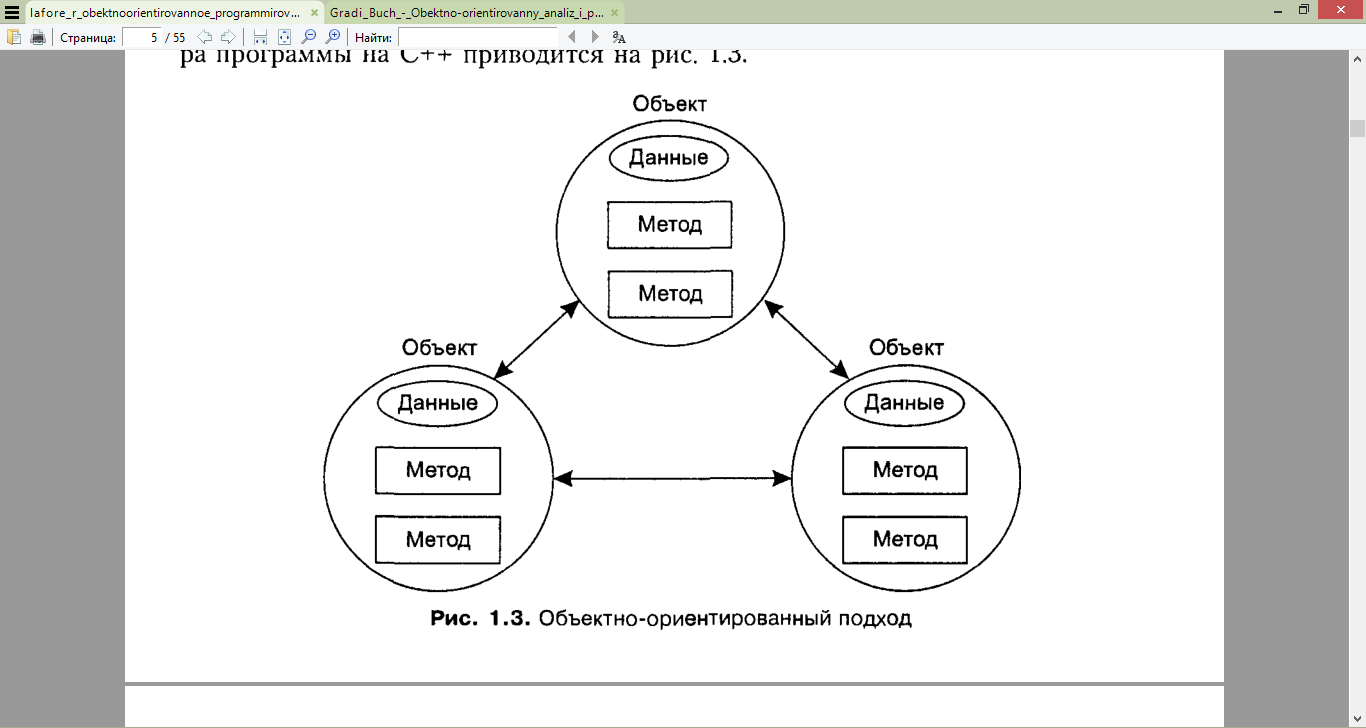 lafore_r_obektnoorientirovannoe_programmirov...
Gradi_Buch_-_Obektno-orientirovanny_analiz_i_p...
Страница: 5 / 55 Найти:
ра программы на C++ приводится на рис. 1.3.
Объект
Данные
Метод
Метод
Объект
Данные
Метод
Метод
Объект
Данные
Метод
Метод
Рис. 1.3. Объектно-ориентированный подход